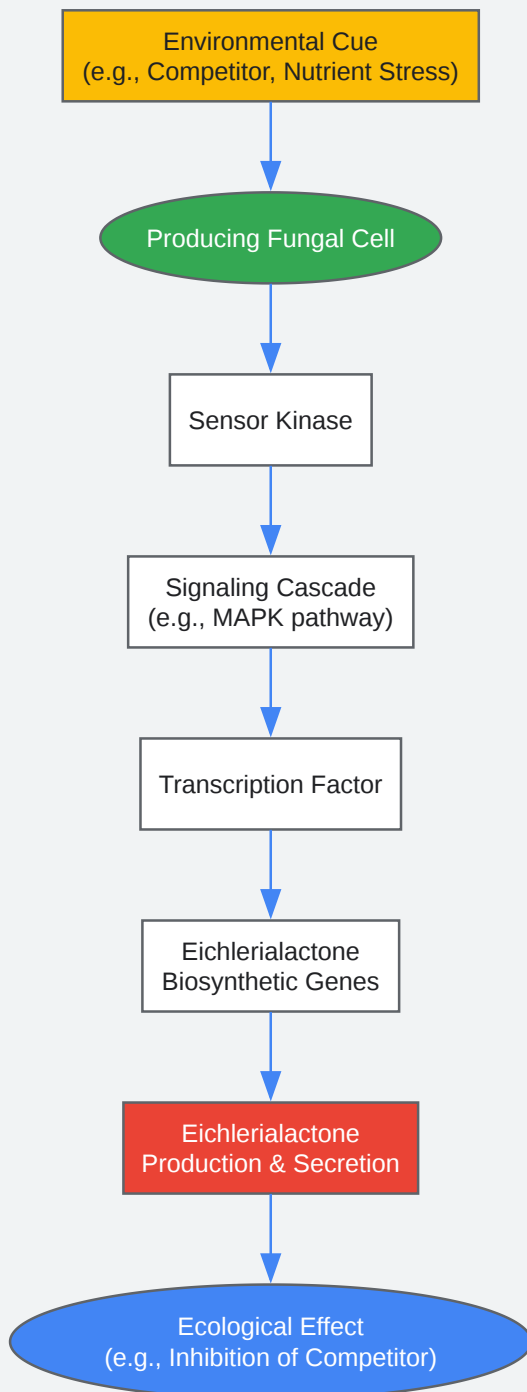 Environmental Cue
(e.g., Competitor, Nutrient Stress)
Producing Fungal Cell
Sensor Kinase
Signaling Cascade
(e.g., MAPK pathway)
Transcription Factor
Eichlerialactone
Biosynthetic Genes
Eichlerialactone
Production & Secretion
Ecological Effect
(e.g., Inhibition of Competitor)